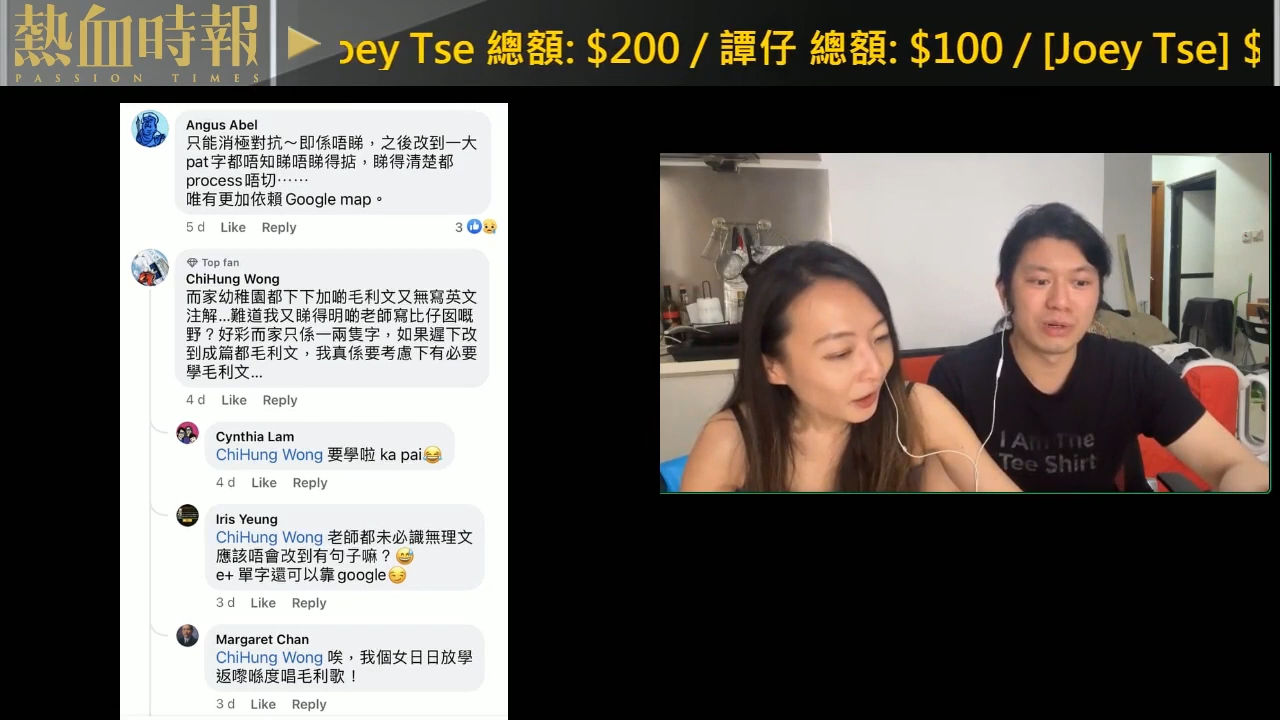 熱血時報
PASSION TIMES
oey Tse 總額: $200 / 譚仔 總額: $100 / [Joey Tse] $
Angus Abel
只能消極對抗～即係唔睇，之後改到一大
pat字都唔知睇唔睇得掂，睇得清楚都
process唔切⋯⋯
唯有更加依賴Google map。
5 d Like Reply 3
Top fan
ChiHung Wong
而家幼稚園都下下加啲毛利文又無寫英文
注解...難道我又睇得明啲老師寫比仔囡嘅
野？好彩而家只係一兩隻字，如果遲下改
到成篇都毛利文，我真係要考慮下有必要
學毛利文...
4 d Like Reply
Cynthia Lam
ChiHung Wong 要學啦 ka pai😂
4 d Like Reply
Iris Yeung
ChiHung Wong 老師都未必識無理文
應該唔會改到有句子嘛？😅
e+ 單字還可以靠google😏
3 d Like Reply
Margaret Chan
ChiHung Wong 唉，我個女日日放學
返嚟喺度唱毛利歌！
3 d Like Reply
I Am The
Tee Shirt